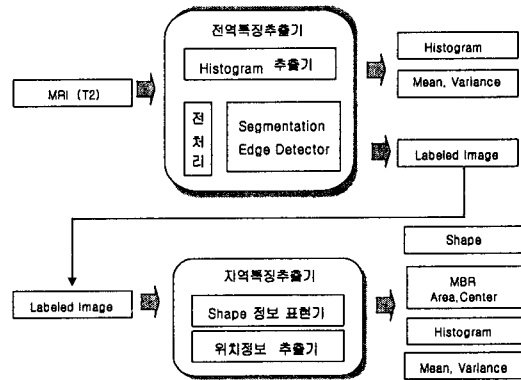 전역특징추출기
Histogram 추출기
MRI (T2)
전처리
Segmentation
Edge Detector
Histogram
Mean, Variance
Labeled Image
Labeled Image
지역특징추출기
Shape 정보 표현기
위치정보 추출기
Shape
MBR
Area,Center
Histogram
Mean, Variance